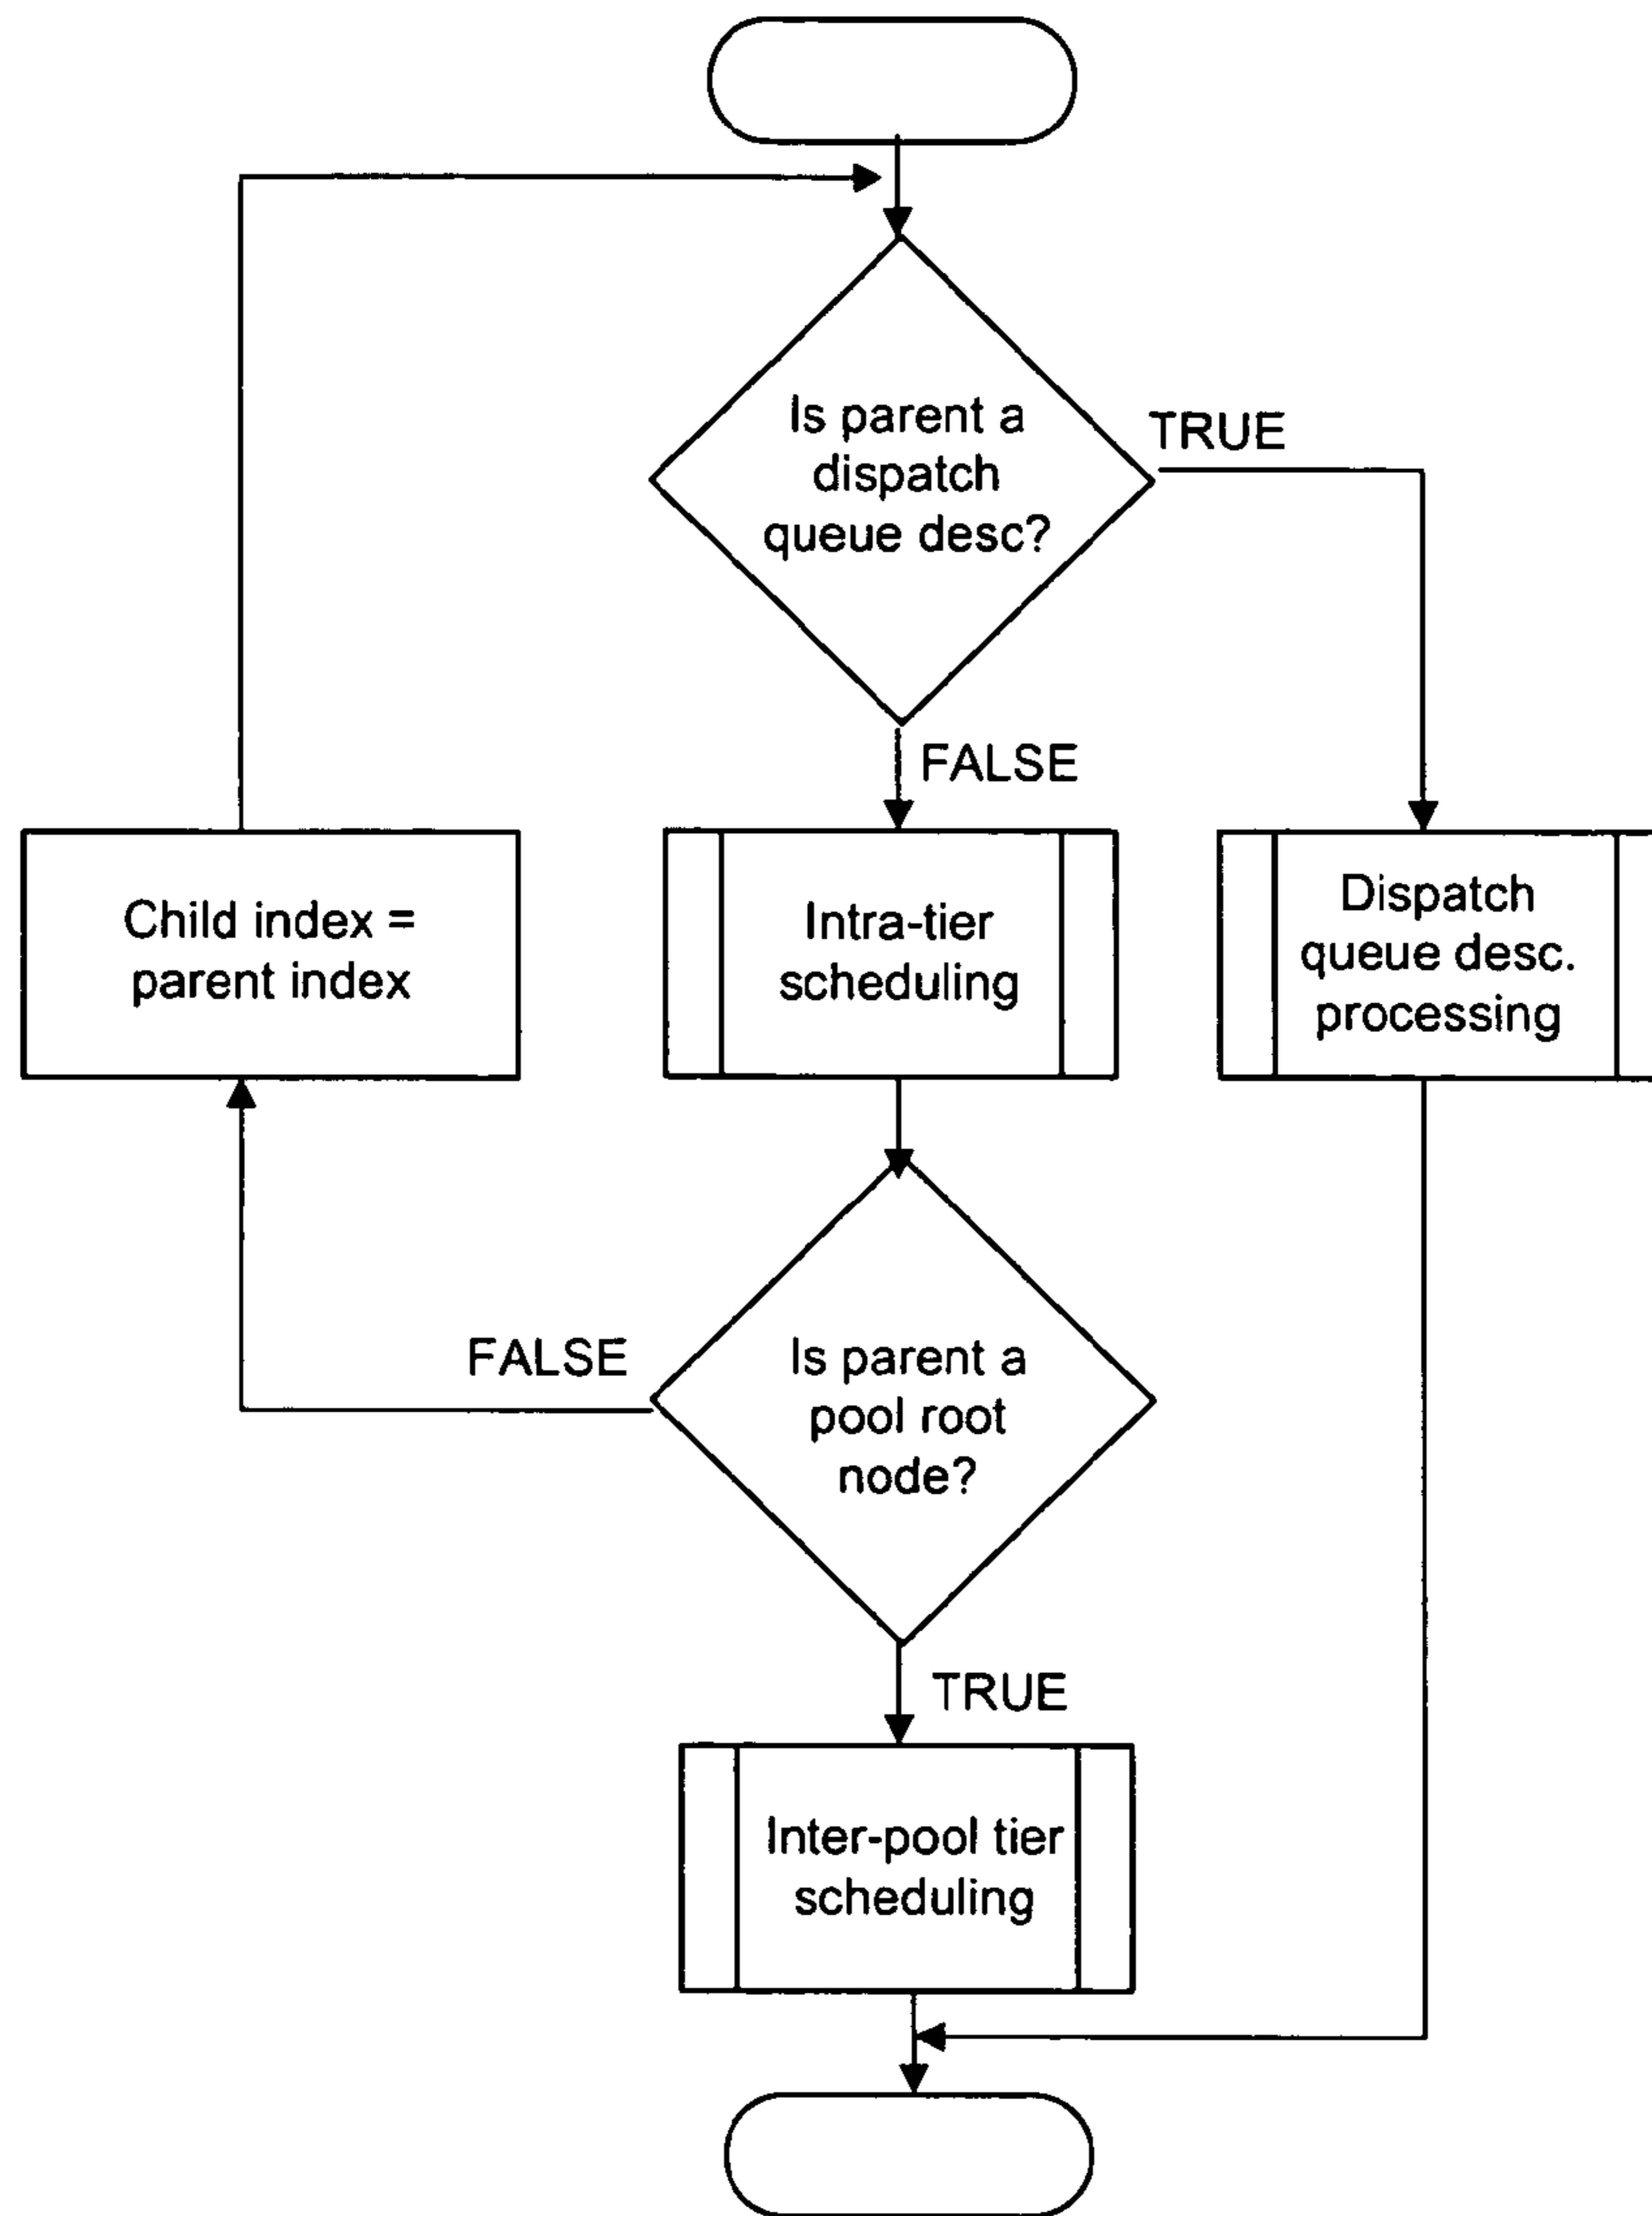 Is parent a
dispatch
queue desc?
TRUE
FALSE
Child index =
parent index
Intra-tier
scheduling
Dispatch
queue desc.
processing
FALSE
Is parent a
pool root
node?
TRUE
Inter-pool tier
scheduling